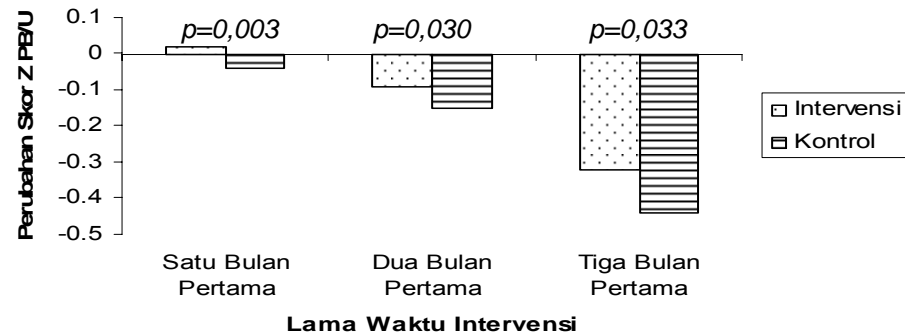 Perubahan Skor Z PB/U
0.1
0
-0.1
-0.2
-0.3
-0.4
-0.5
p=0,003 p=0,030 p=0,033
Intervensi
Kontrol
Satu Bulan Pertama
Dua Bulan Pertama
Tiga Bulan Pertama
Lama Waktu Intervensi